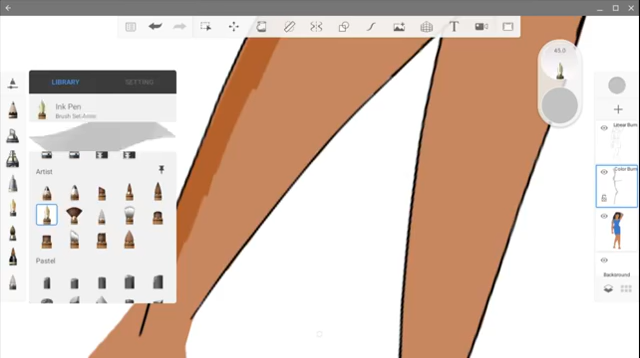 T
45.0
LIBRARY
SETTING
Ink Pen
Brush Set:Artist
Artist
Pastel
Linear Burn
Color Burn
Background